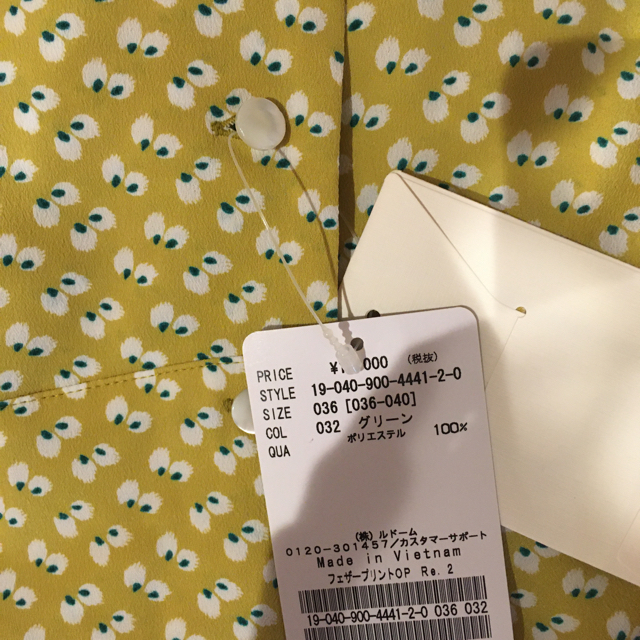 PRICE ¥ 000 (税抜)
STYLE 19-040-900-4441-2-0
SIZE 036 [036-040]
COL 032 グリーン
QUA ポリエステル 100%
(株)ルドーム
0120-301457/カスタマーサポート
Made in Vietnam
フェザープリントOP Re.2
19-040-900-4441-2-0 036 032